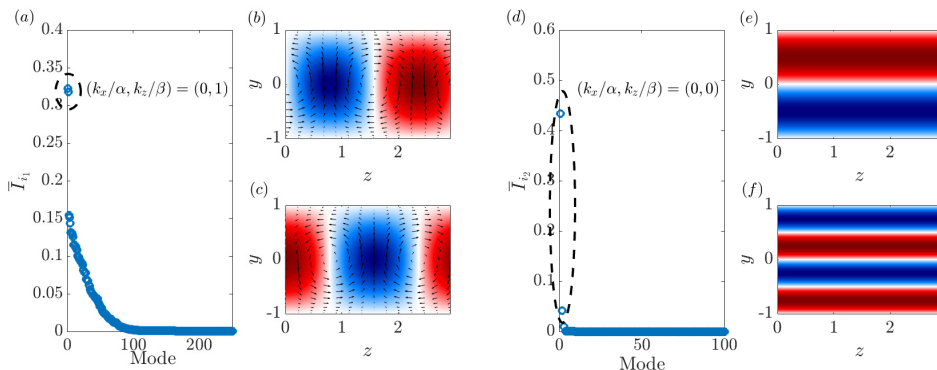 (a)
0.4
0.35
0.3
0.25
0.2
0.15
0.1
0.05
0
0 100 200
Mode
I̅_{i_1}
(k_x/α, k_z/β) = (0, 1)
(b)
1
0
-1
y
0 1 2
z
(c)
1
0
-1
y
0 1 2
z
(d)
0.6
0.5
0.4
0.3
0.2
0.1
0
0 50 100
Mode
I̅_{i_2}
(k_x/α, k_z/β) = (0, 0)
(e)
1
0
-1
y
0 1 2
z
(f)
1
0
-1
y
0 1 2
z